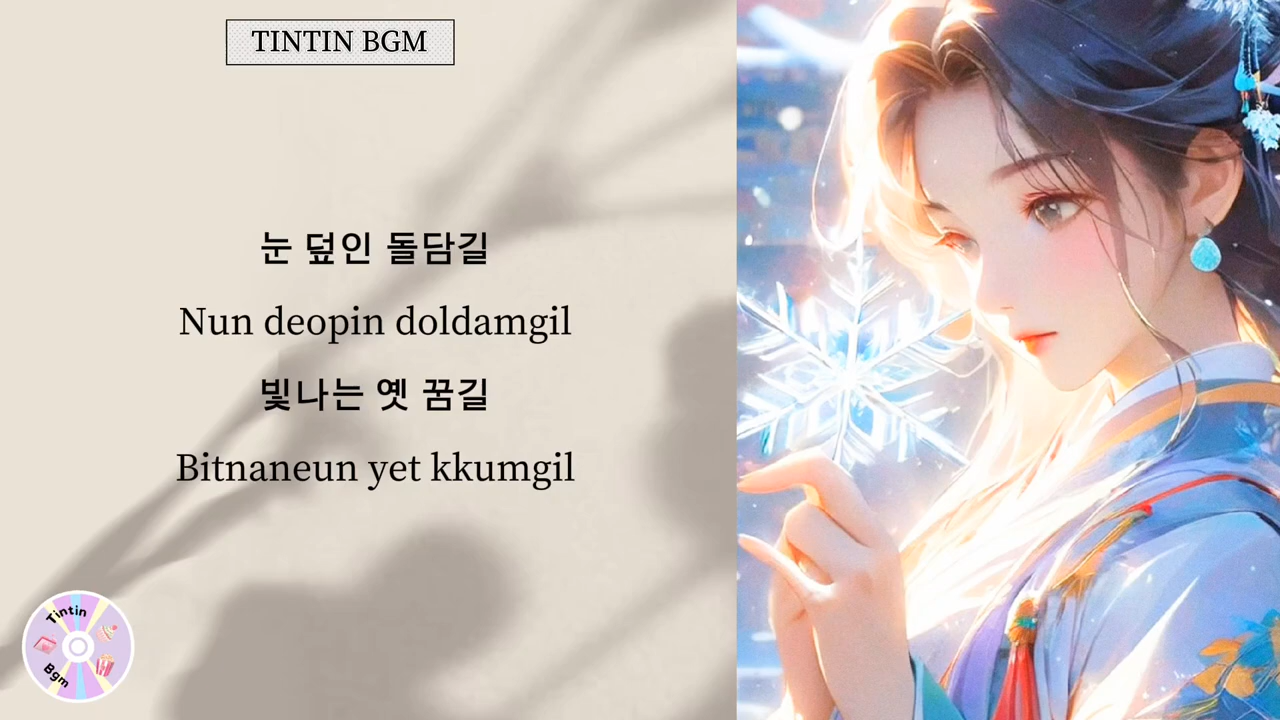 TINTIN BGM
눈 덮인 돌담길
Nun deopin doldamgil
빛나는 옛 꿈길
Bitnaneun yet kkumgil
Tintin
Bgm